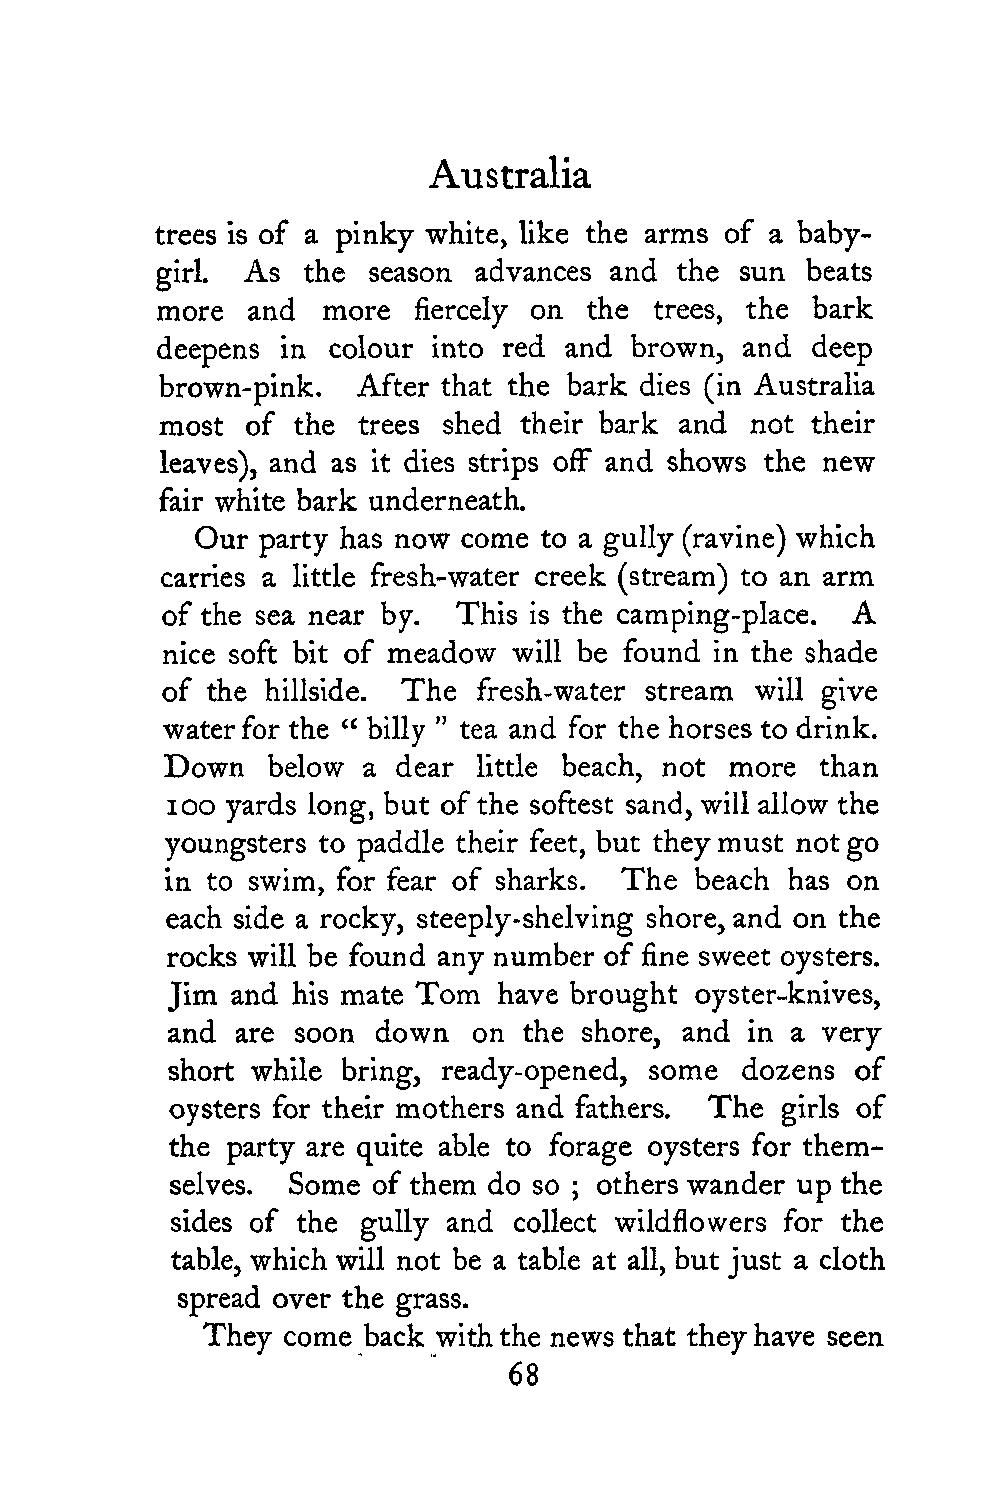 Australia
trees is of a pinky white, like the arms of a baby-
girl. As the season advances and the sun beats
more and more fiercely on the trees, the bark
deepens in colour into red and brown, and deep
brown-pink. After that the bark dies (in Australia
most of the trees shed their bark and not their
leaves), and as it dies strips off and shows the new
fair white bark underneath.
Our party has now come to a gully (ravine) which
carries a little fresh-water creek (stream) to an arm
of the sea near by. This is the camping-place. A
nice soft bit of meadow will be found in the shade
of the hillside. The fresh-water stream will give
water for the “ billy ” tea and for the horses to drink.
Down below a dear little beach, not more than
100 yards long, but of the softest sand, will allow the
youngsters to paddle their feet, but they must not go
in to swim, for fear of sharks. The beach has on
each side a rocky, steeply-shelving shore, and on the
rocks will be found any number of fine sweet oysters.
Jim and his mate Tom have brought oyster-knives,
and are soon down on the shore, and in a very
short while bring, ready-opened, some dozens of
oysters for their mothers and fathers. The girls of
the party are quite able to forage oysters for them-
selves. Some of them do so ; others wander up the
sides of the gully and collect wildflowers for the
table, which will not be a table at all, but just a cloth
spread over the grass.
They come back with the news that they have seen
68